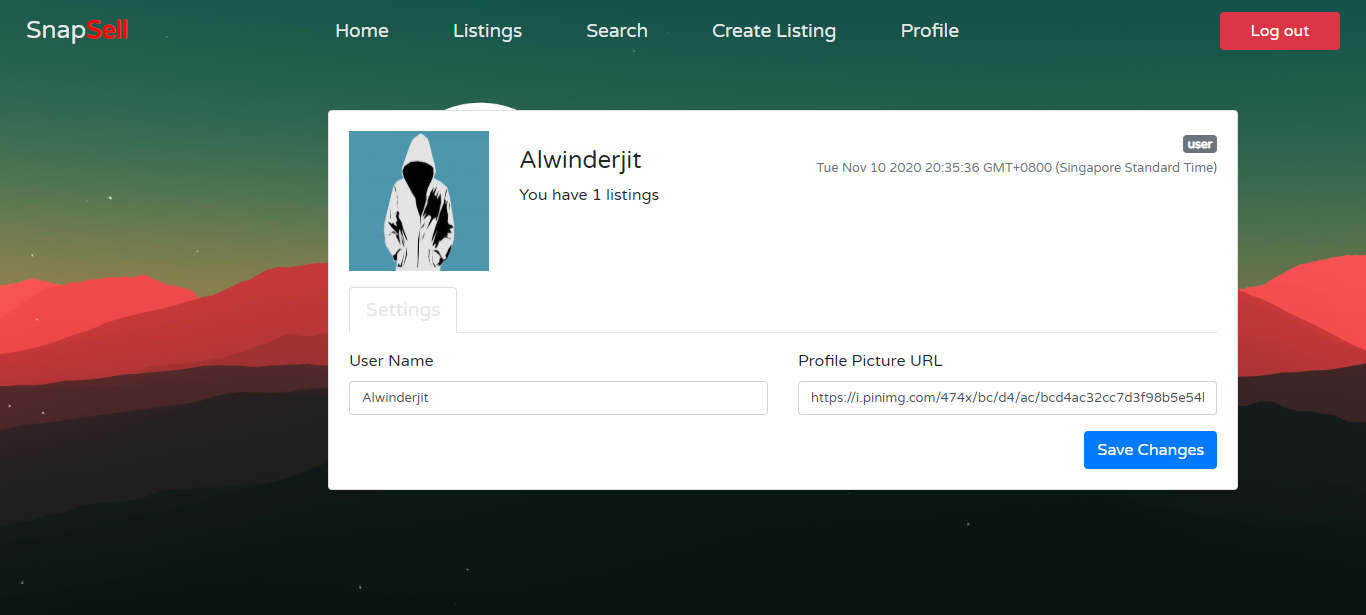 SnapSell
Home Listings Search Create Listing Profile
Log out
Alwinderjit
You have 1 listings
user
Tue Nov 10 2020 20:35:36 GMT+0800 (Singapore Standard Time)
Settings
User Name
Alwinderjit
Profile Picture URL
https://i.pinimg.com/474x/bc/d4/ac/bcd4ac32cc7d3f98b5e54l
Save Changes